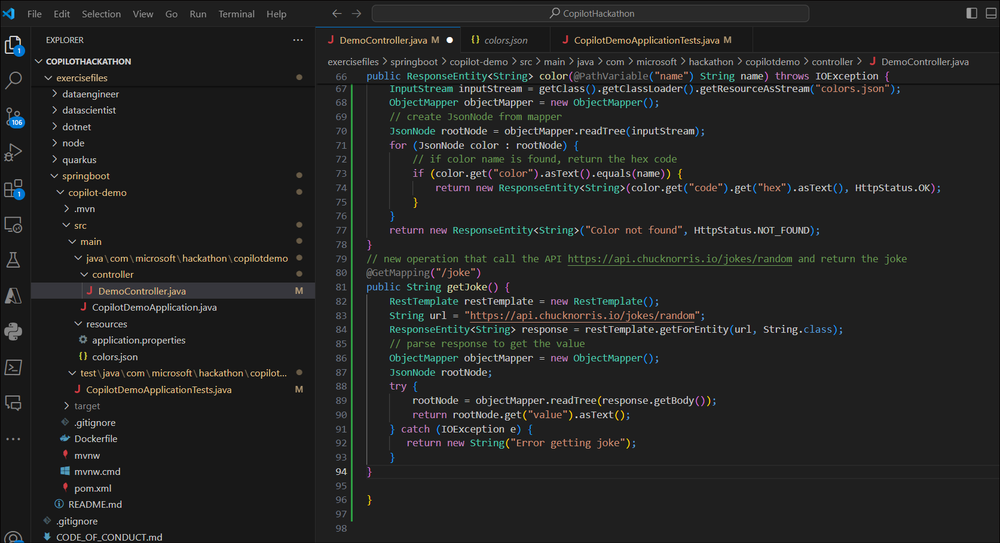 File Edit Selection View Go Run Terminal Help
CopilotHackathon
EXPLORER
COPILOTHACKATHON
exercisefiles
dataengineer
datascientist
dotnet
node
quarkus
springboot
copilot-demo
.mvn
src
main
java\com\microsoft\hackathon\copilotdemo
controller
DemoController.java M
CopilotDemoApplication.java
resources
application.properties
{} colors.json
test\java\com\microsoft\hackathon\copilot...
CopilotDemoApplicationTests.java M
target
.gitignore
Dockerfile
mvnw
mvnw.cmd
pom.xml
README.md
.gitignore
CODE_OF_CONDUCT.md
1
106
1
DemoController.java M
{} colors.json
CopilotDemoApplicationTests.java M
exercisefiles > springboot > copilot-demo > src > main > java > com > microsoft > hackathon > copilotdemo > controller > DemoController.java
66 public ResponseEntity<String> color(@PathVariable("name") String name) throws IOException {
67 InputStream inputStream = getClass().getClassLoader().getResourceAsStream("colors.json");
68 ObjectMapper objectMapper = new ObjectMapper();
69 // create JsonNode from mapper
70 JsonNode rootNode = objectMapper.readTree(inputStream);
71 for (JsonNode color : rootNode) {
72 // if color name is found, return the hex code
73 if (color.get("color").asText().equals(name)) {
74 return new ResponseEntity<String>(color.get("code").get("hex").asText(), HttpStatus.OK);
75 }
76 }
77 return new ResponseEntity<String>("Color not found", HttpStatus.NOT_FOUND);
78 }
79 // new operation that call the API https://api.chucknorris.io/jokes/random and return the joke
80 @GetMapping("/joke")
81 public String getJoke() {
82 RestTemplate restTemplate = new RestTemplate();
83 String url = "https://api.chucknorris.io/jokes/random";
84 ResponseEntity<String> response = restTemplate.getForEntity(url, String.class);
85 // parse response to get the value
86 ObjectMapper objectMapper = new ObjectMapper();
87 JsonNode rootNode;
88 try {
89 rootNode = objectMapper.readTree(response.getBody());
90 return rootNode.get("value").asText();
91 } catch (IOException e) {
92 return new String("Error getting joke");
93 }
94 }
95
96 }
97
98